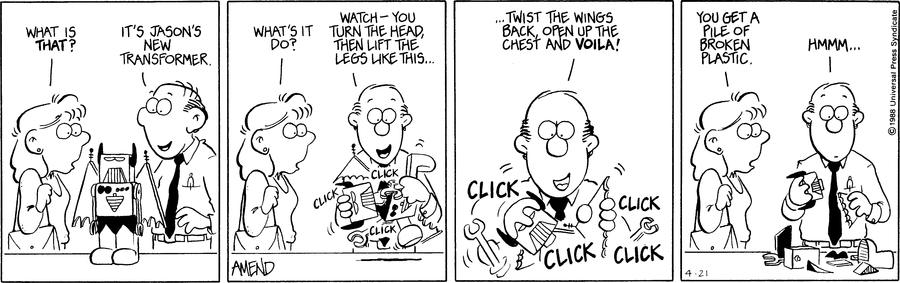 WHAT IS
THAT?
IT'S JASON'S
NEW
TRANSFORMER.
WHAT'S IT
DO?
WATCH - YOU
TURN THE HEAD,
THEN LIFT THE
LEGS LIKE THIS...
CLICK
CLICK
CLICK
AMEND
...TWIST THE WINGS
BACK, OPEN UP THE
CHEST AND VOILA!
CLICK
CLICK
CLICK
CLICK
YOU GET A
PILE OF
BROKEN
PLASTIC.
HMMM...
4-21
© 1988 Universal Press Syndicate